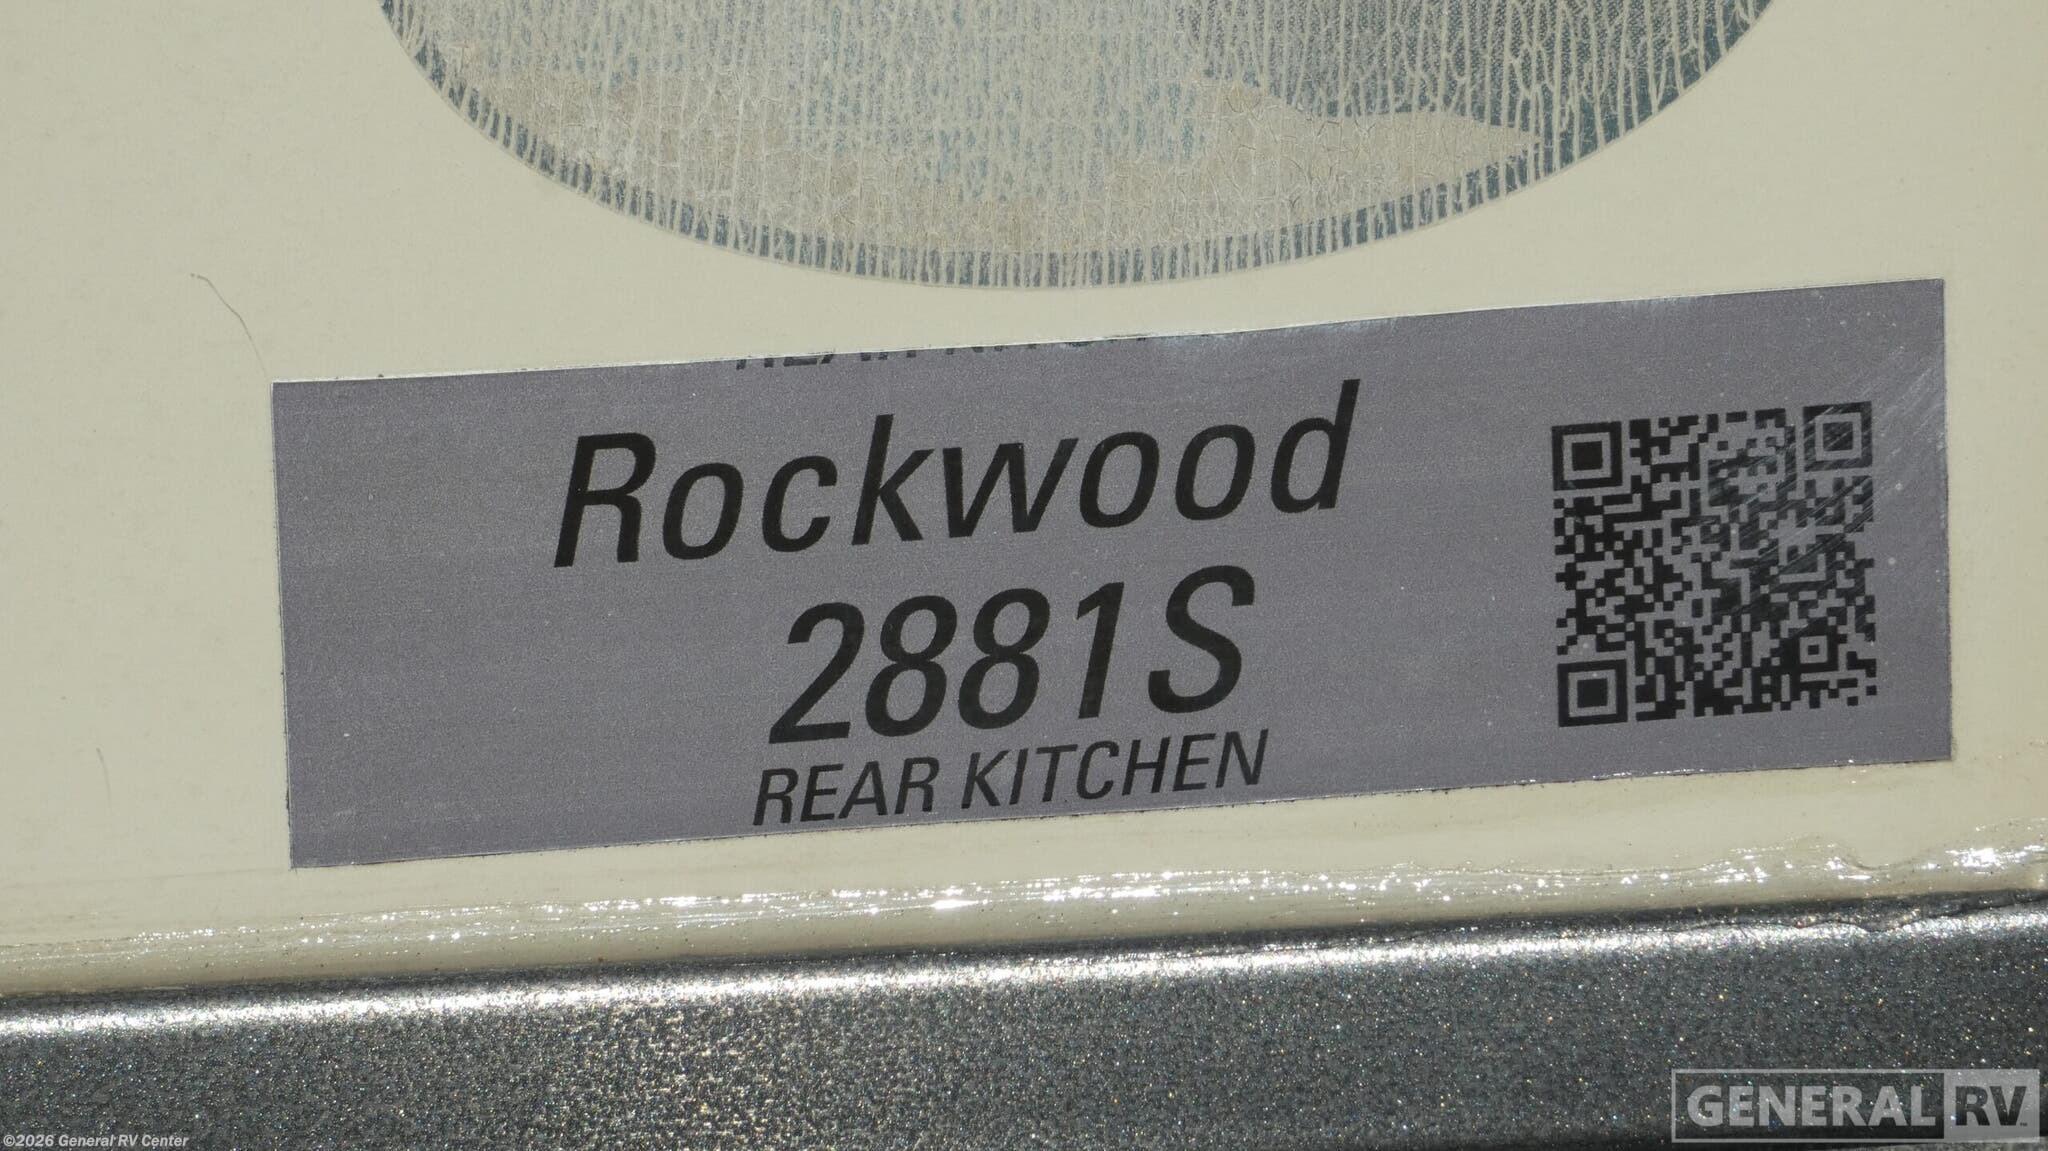 Rockwood
2881S
REAR KITCHEN
GENERAL RV
©2026 General RV Center